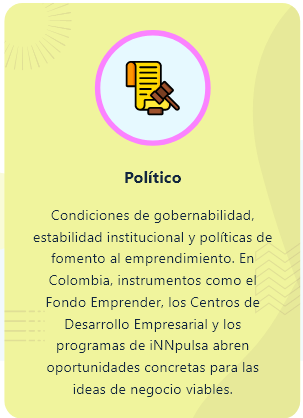 Político
Condiciones de gobernabilidad,
estabilidad institucional y políticas de
fomento al emprendimiento. En
Colombia, instrumentos como el
Fondo Emprender, los Centros de
Desarrollo Empresarial y los
programas de iNNpulsa abren
oportunidades concretas para las
ideas de negocio viables.